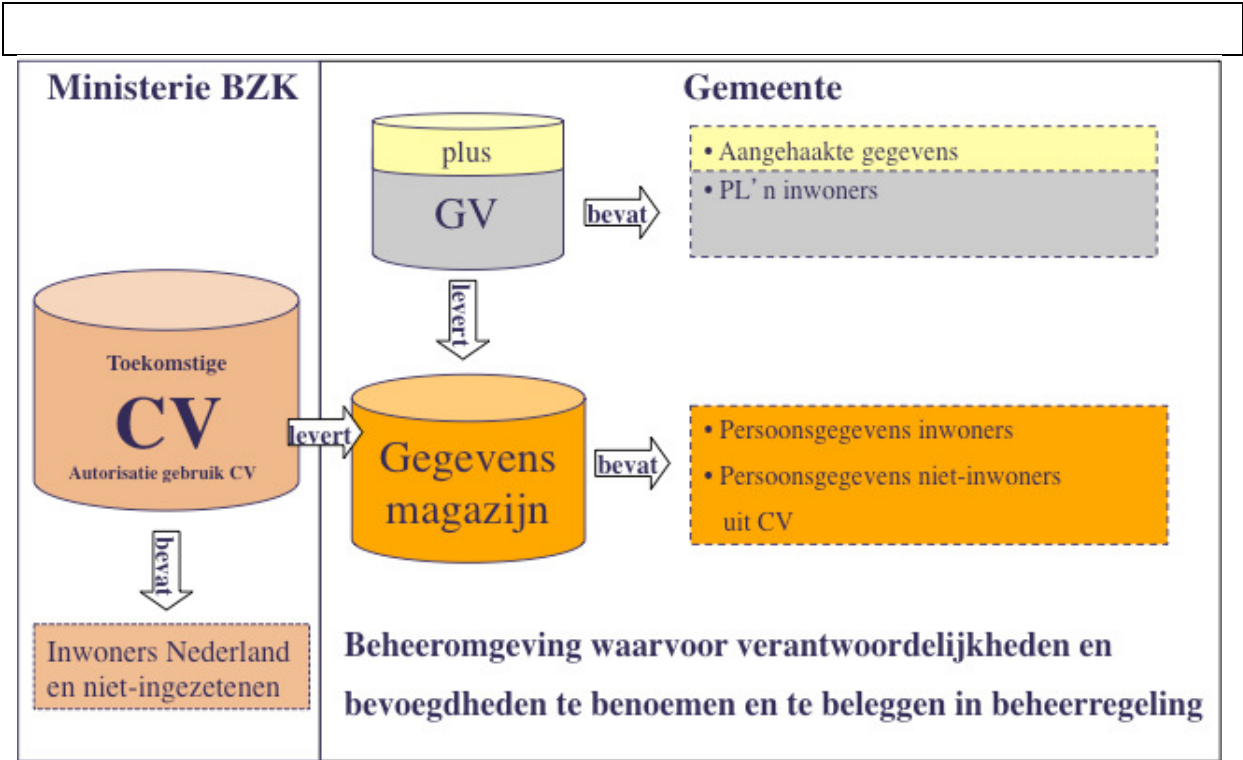 Ministerie BZK
Gemeente
plus
GV
bevat
• Aangehaakte gegevens
• PL'n inwoners
levert
Toekomstige
CV
Autorisatie gebruik CV
levert
Gegevens
magazijn
bevat
• Persoonsgegevens inwoners
• Persoonsgegevens niet-inwoners
uit CV
bevat
Inwoners Nederland
en niet-ingezetenen
Beheeromgeving waarvoor verantwoordelijkheden en
bevoegdheden te benoemen en te beleggen in beheerregeling